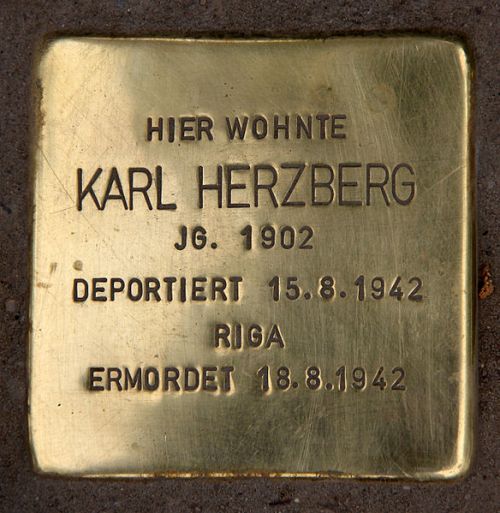 HIER WOHNTE
KARL HERZBERG
JG. 1902
DEPORTIERT 15.8.1942
RIGA
ERMORDET 18.8.1942